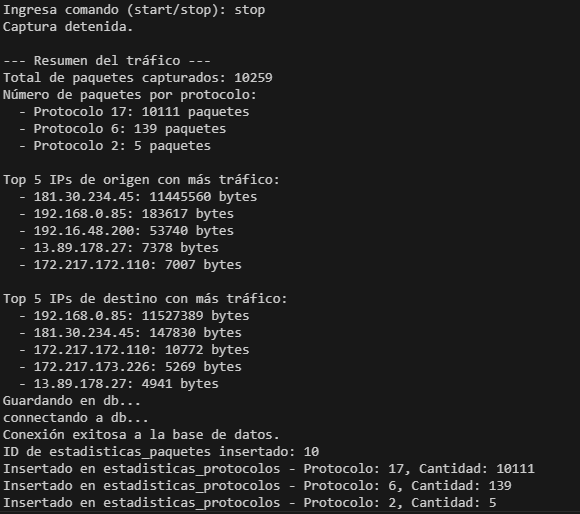 Ingresa comando (start/stop): stop
Captura detenida.
--- Resumen del tráfico ---
Total de paquetes capturados: 10259
Número de paquetes por protocolo:
- Protocolo 17: 10111 paquetes
- Protocolo 6: 139 paquetes
- Protocolo 2: 5 paquetes
Top 5 IPs de origen con más tráfico:
- 181.30.234.45: 11445560 bytes
- 192.168.0.85: 183617 bytes
- 192.16.48.200: 53740 bytes
- 13.89.178.27: 7378 bytes
- 172.217.172.110: 7007 bytes
Top 5 IPs de destino con más tráfico:
- 192.168.0.85: 11527389 bytes
- 181.30.234.45: 147830 bytes
- 172.217.172.110: 10772 bytes
- 172.217.173.226: 5269 bytes
- 13.89.178.27: 4941 bytes
Guardando en db...
connectando a db...
Conexión exitosa a la base de datos.
ID de estadisticas_paquetes insertado: 10
Insertado en estadisticas_protocolos - Protocolo: 17, Cantidad: 10111
Insertado en estadisticas_protocolos - Protocolo: 6, Cantidad: 139
Insertado en estadisticas_protocolos - Protocolo: 2, Cantidad: 5